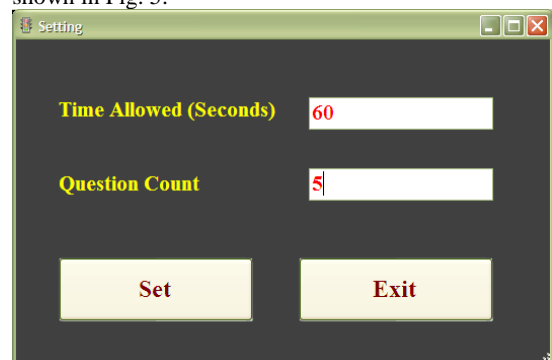 shown in Fig. 5.
Setting
Time Allowed (Seconds) 60
Question Count 5
Set Exit